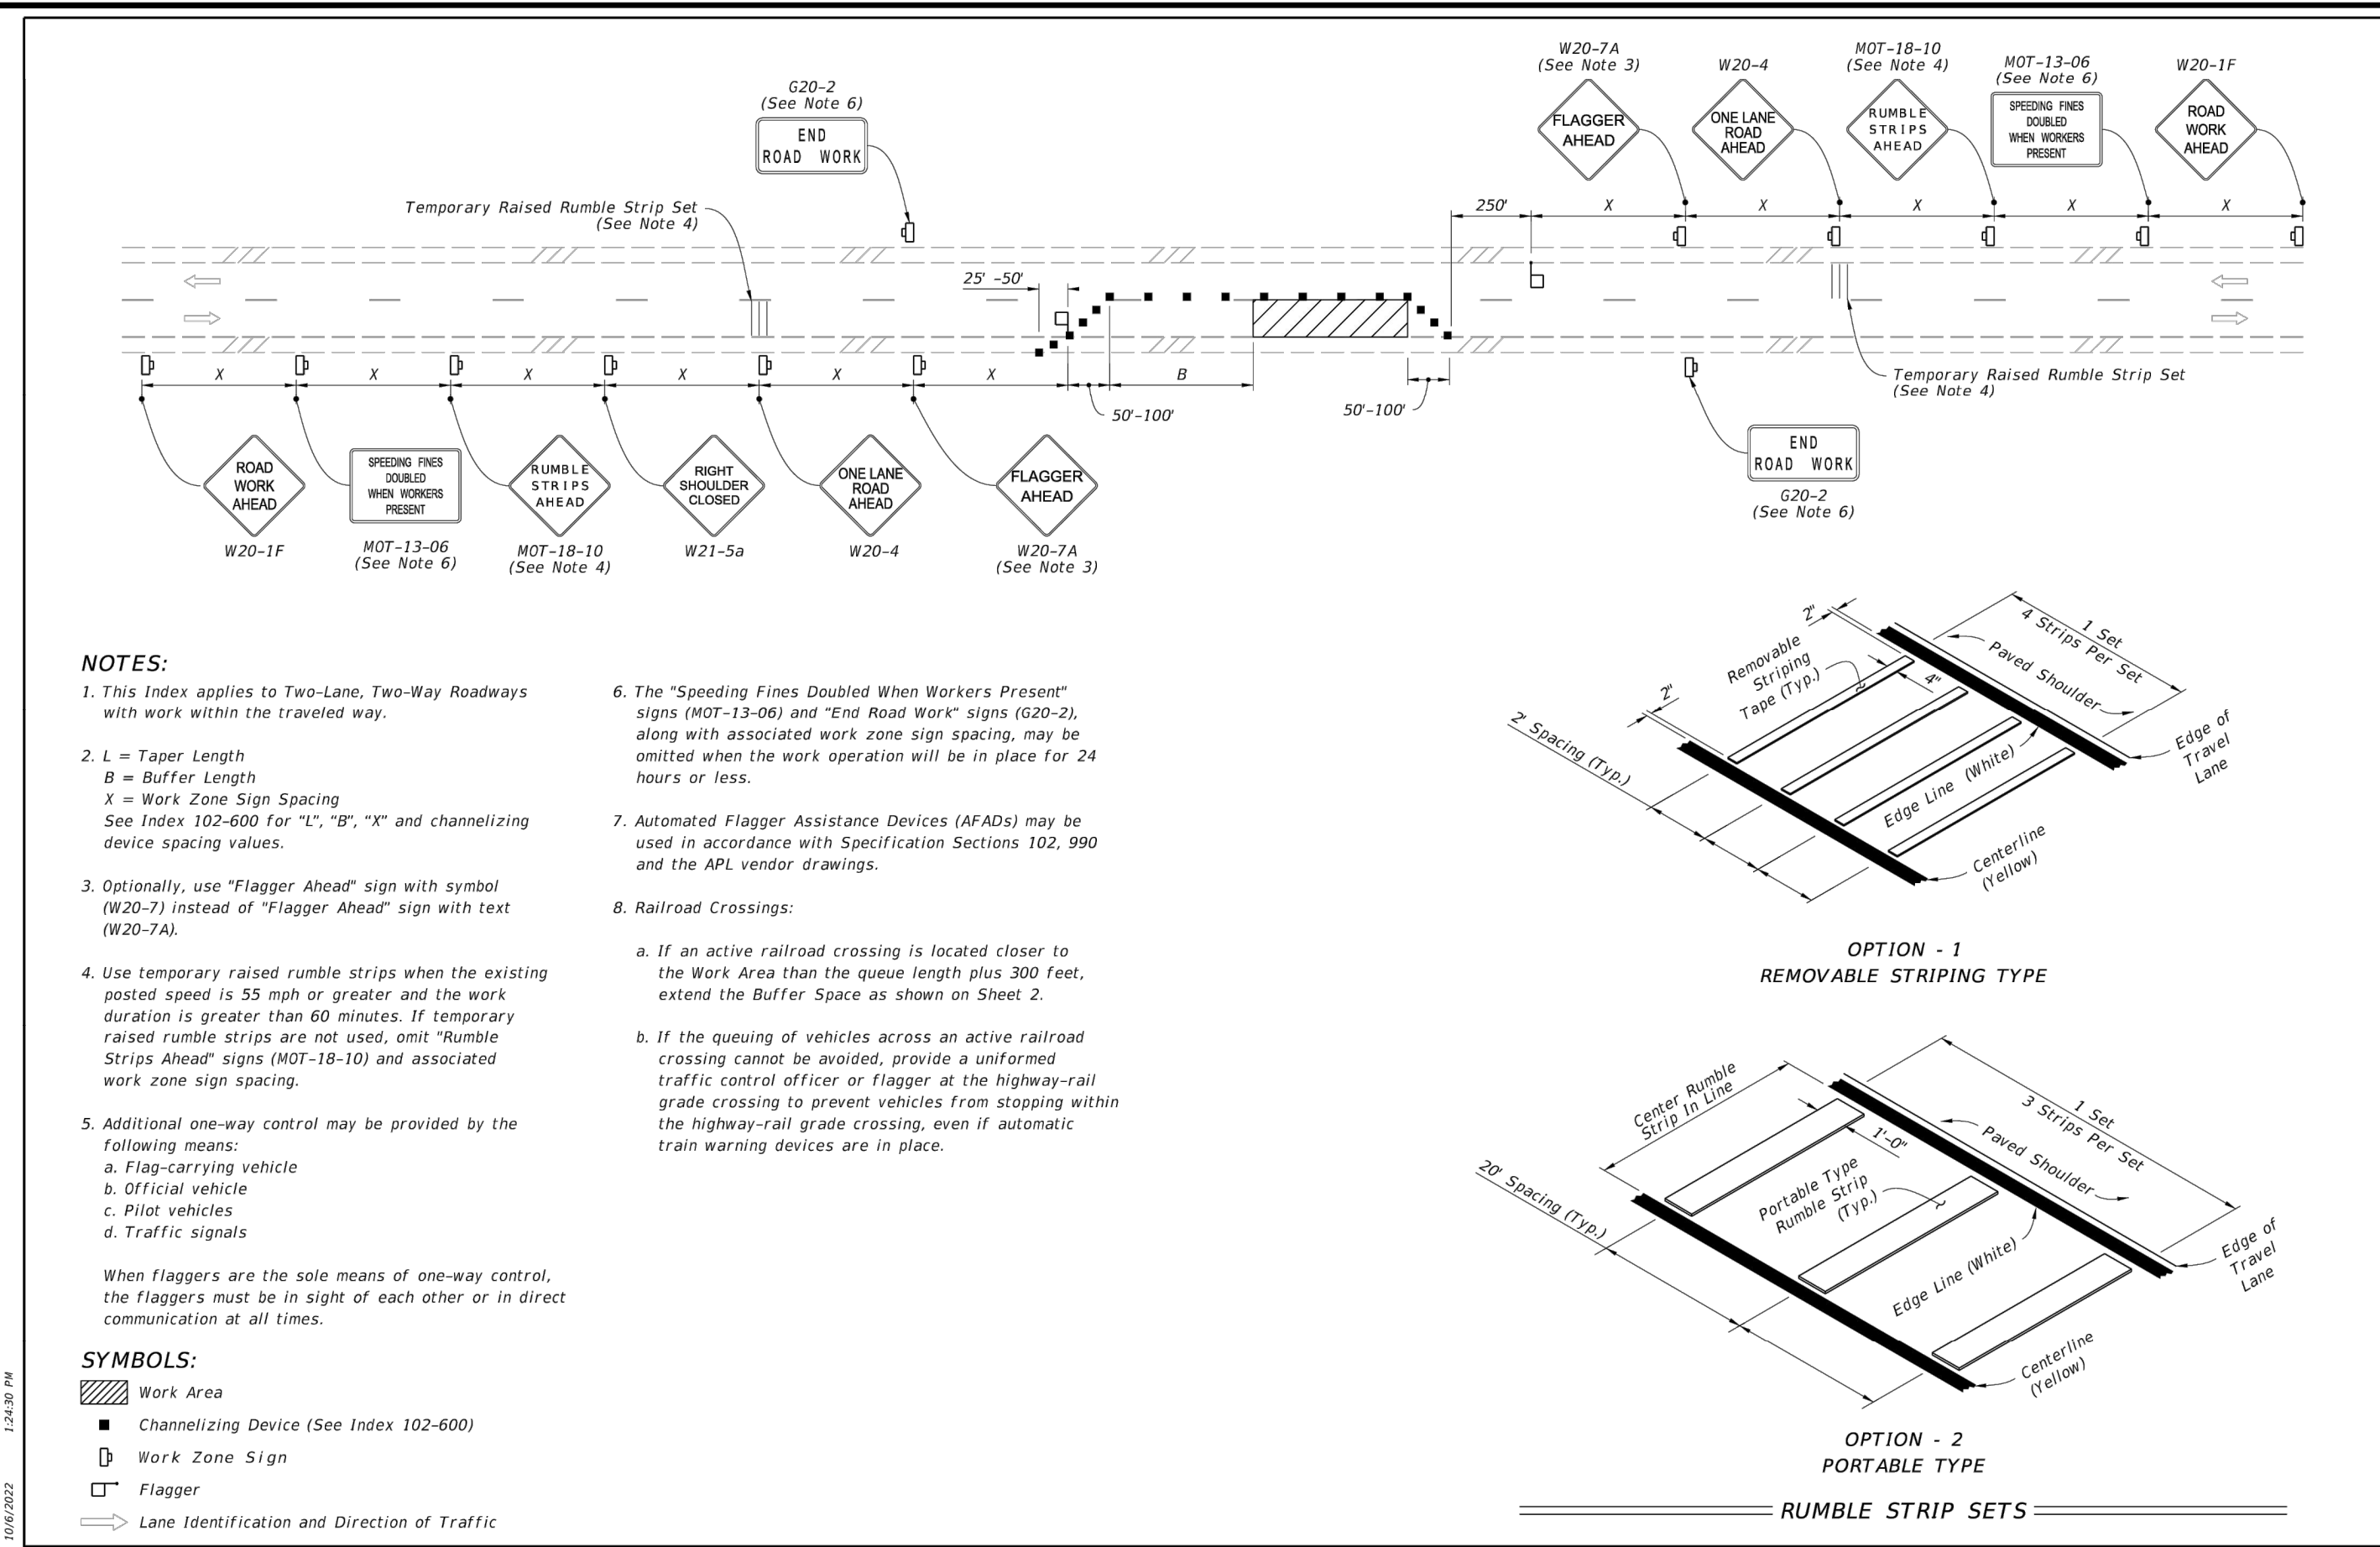 W20-7A
(See Note 3)
W20-4
MOT-18-10
(See Note 4)
MOT-13-06
(See Note 6)
W20-1F
FLAGGER
AHEAD
ONE LANE
ROAD
AHEAD
RUMBLE
STRIPS
AHEAD
SPEEDING FINES
DOUBLED
WHEN WORKERS
PRESENT
ROAD
WORK
AHEAD
G20-2
(See Note 6)
END
ROAD WORK
Temporary Raised Rumble Strip Set
(See Note 4)
250'
X
X
X
X
X
25' -50'
X
X
X
X
X
X
B
50'-100'
50'-100'
Temporary Raised Rumble Strip Set
(See Note 4)
END
ROAD WORK
G20-2
(See Note 6)
ROAD
WORK
AHEAD
W20-1F
SPEEDING FINES
DOUBLED
WHEN WORKERS
PRESENT
MOT-13-06
(See Note 6)
RUMBLE
STRIPS
AHEAD
MOT-18-10
(See Note 4)
RIGHT
SHOULDER
CLOSED
W21-5a
ONE LANE
ROAD
AHEAD
W20-4
FLAGGER
AHEAD
W20-7A
(See Note 3)
NOTES:
1. This Index applies to Two-Lane, Two-Way Roadways
with work within the traveled way.
2. L = Taper Length
B = Buffer Length
X = Work Zone Sign Spacing
See Index 102-600 for “L”, “B”, “X” and channelizing
device spacing values.
3. Optionally, use "Flagger Ahead" sign with symbol
(W20-7) instead of "Flagger Ahead" sign with text
(W20-7A).
4. Use temporary raised rumble strips when the existing
posted speed is 55 mph or greater and the work
duration is greater than 60 minutes. If temporary
raised rumble strips are not used, omit "Rumble
Strips Ahead" signs (MOT-18-10) and associated
work zone sign spacing.
5. Additional one-way control may be provided by the
following means:
a. Flag-carrying vehicle
b. Official vehicle
c. Pilot vehicles
d. Traffic signals
When flaggers are the sole means of one-way control,
the flaggers must be in sight of each other or in direct
communication at all times.
6. The "Speeding Fines Doubled When Workers Present"
signs (MOT-13-06) and "End Road Work" signs (G20-2),
along with associated work zone sign spacing, may be
omitted when the work operation will be in place for 24
hours or less.
7. Automated Flagger Assistance Devices (AFADs) may be
used in accordance with Specification Sections 102, 990
and the APL vendor drawings.
8. Railroad Crossings:
a. If an active railroad crossing is located closer to
the Work Area than the queue length plus 300 feet,
extend the Buffer Space as shown on Sheet 2.
b. If the queuing of vehicles across an active railroad
crossing cannot be avoided, provide a uniformed
traffic control officer or flagger at the highway-rail
grade crossing to prevent vehicles from stopping within
the highway-rail grade crossing, even if automatic
train warning devices are in place.
SYMBOLS:
Work Area
Channelizing Device (See Index 102-600)
Work Zone Sign
Flagger
Lane Identification and Direction of Traffic
2"
Removable
Striping
Tape (Typ.)
2"
4"
1 Set
4 Strips Per Set
Paved Shoulder
2' Spacing (Typ.)
Edge Line (White)
Edge of
Travel
Lane
Centerline
(Yellow)
OPTION - 1
REMOVABLE STRIPING TYPE
Center Rumble
Strip In Line
1'-0"
1 Set
3 Strips Per Set
Paved Shoulder
20' Spacing (Typ.)
Portable Type
Rumble Strip
(Typ.)
Edge Line (White)
Edge of
Travel
Lane
Centerline
(Yellow)
OPTION - 2
PORTABLE TYPE
RUMBLE STRIP SETS
10/6/2022 1:24:30 PM